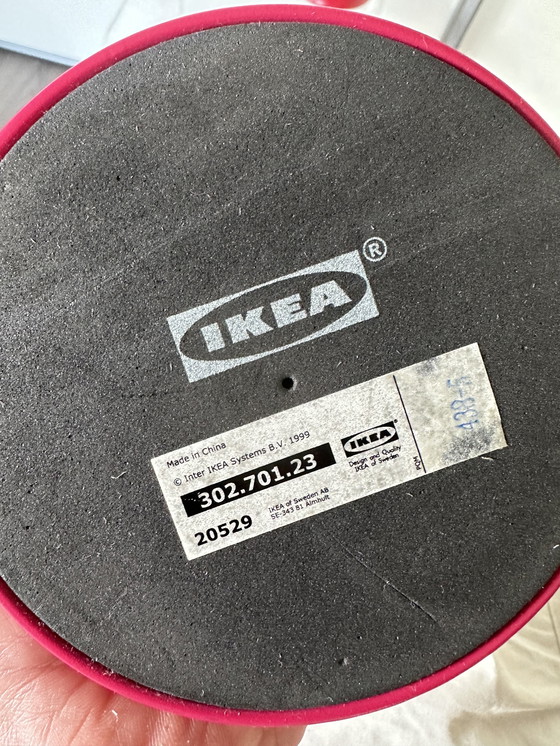 IKEA®
Made in China
© Inter IKEA Systems B.V. 1999
302.701.23
20529
IKEA of Sweden AB
SE-343 81 Älmhult
IKEA
Design and Quality
IKEA of Sweden